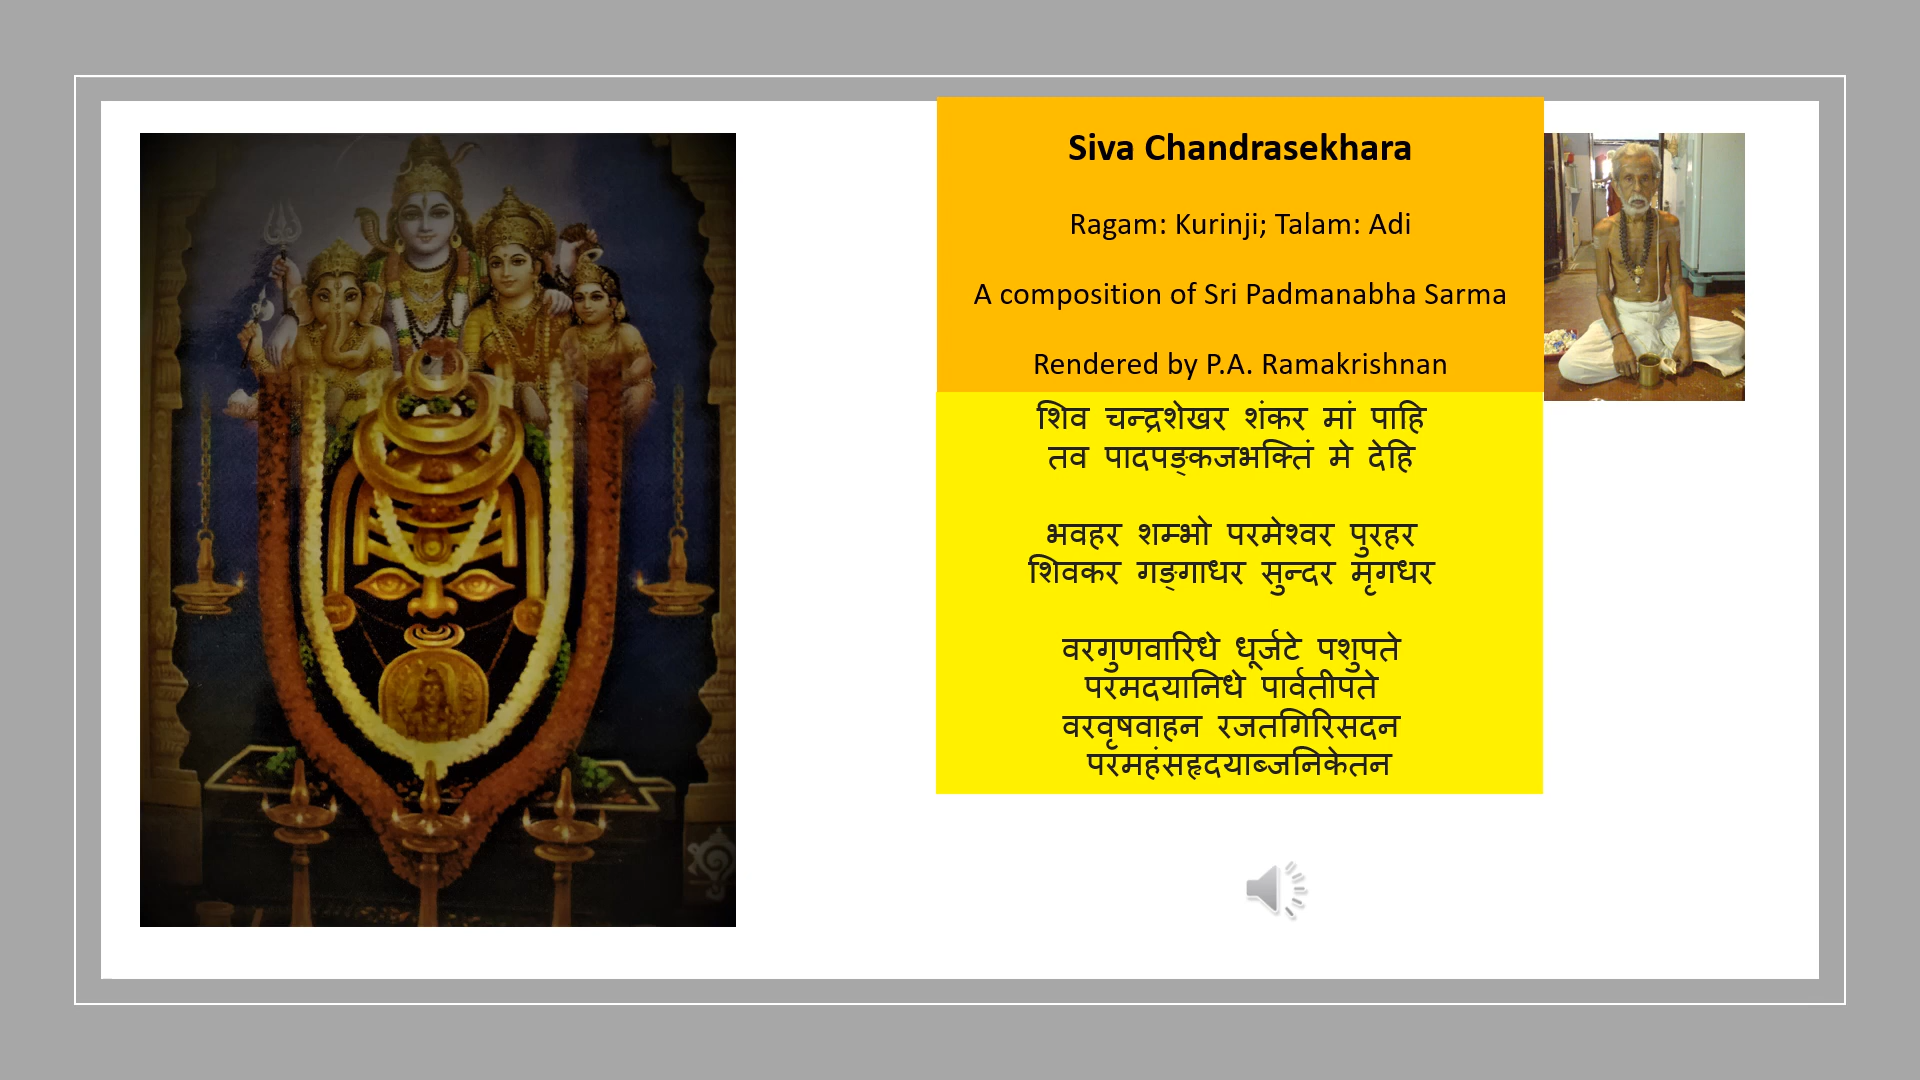 Siva Chandrasekhara
Ragam: Kurinji; Talam: Adi
A composition of Sri Padmanabha Sarma
Rendered by P.A. Ramakrishnan
शिव चन्द्रशेखर शंकर मां पाहि
तव पादपङ्कजभक्तिं मे देहि
भवहर शम्भो परमेश्वर पुरहर
शिवकर गङ्गाधर सुन्दर मृगधर
वरगुणवारिधे धूर्जटे पशुपते
परमदयानिधे पार्वतीपते
वरवृषवाहन रजतगिरिसदन
परमहंसहृदयाब्जनिकेतन